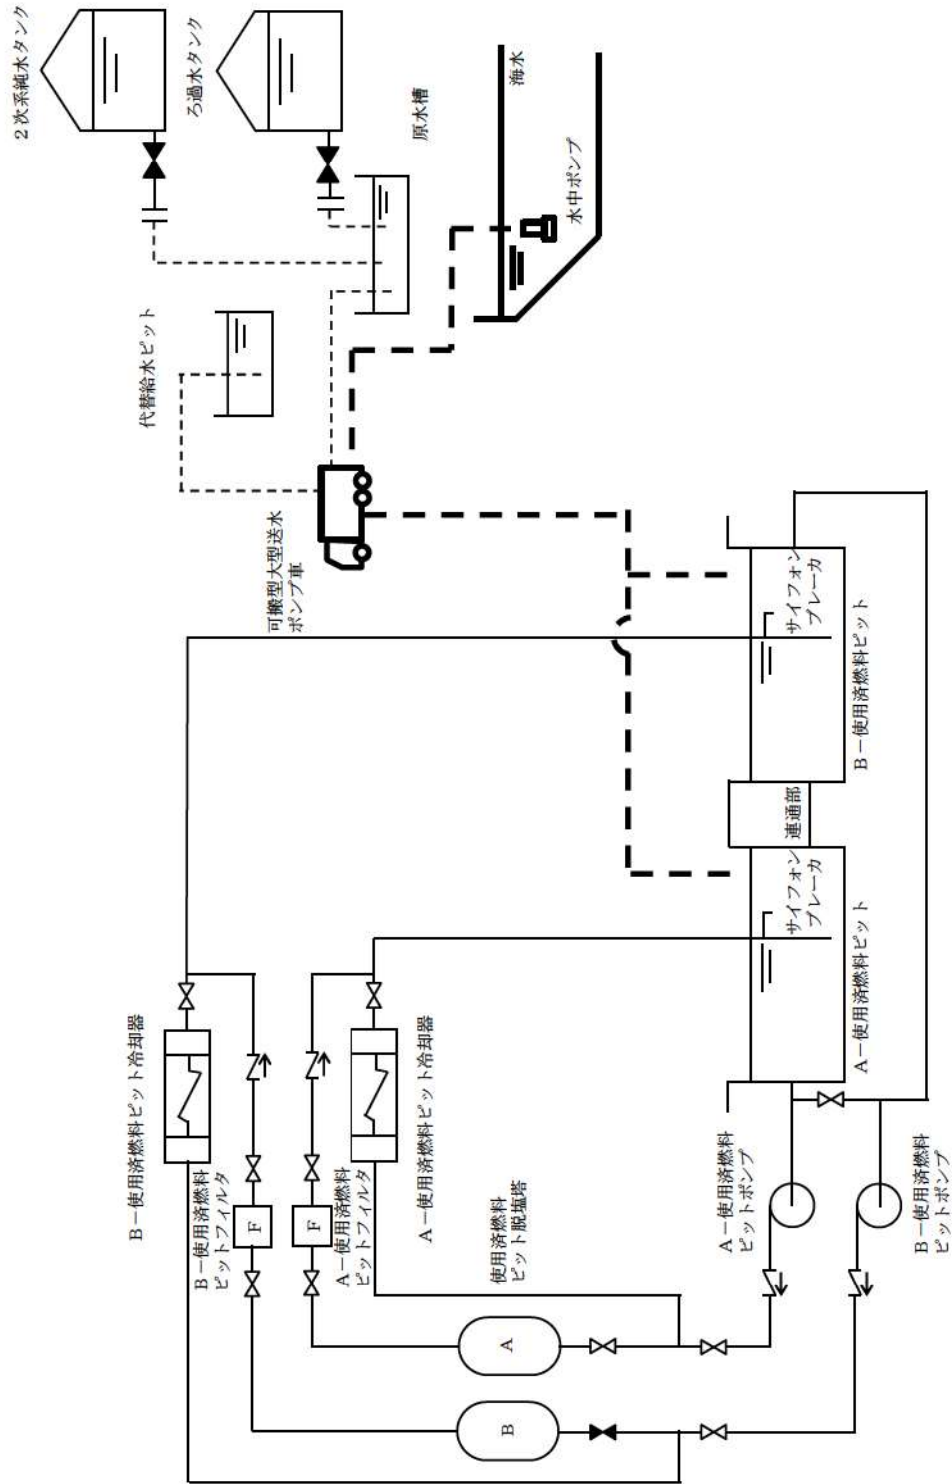 2次系純水タンク
ろ過水タンク
原水槽
海水
水中ポンプ
代替給水ピット
可搬型大型送水
ポンプ車
サイフォン
ブレーカ
B－使用済燃料ピット
連通部
サイフォン
ブレーカ
A－使用済燃料ピット
B－使用済燃料ピット冷却器
B－使用済燃料
ピットフィルタ
F
F
A－使用済燃料
ピットフィルタ
A－使用済燃料ピット冷却器
使用済燃料
ピット脱塩塔
A
B
A－使用済燃料
ピットポンプ
B－使用済燃料
ピットポンプ